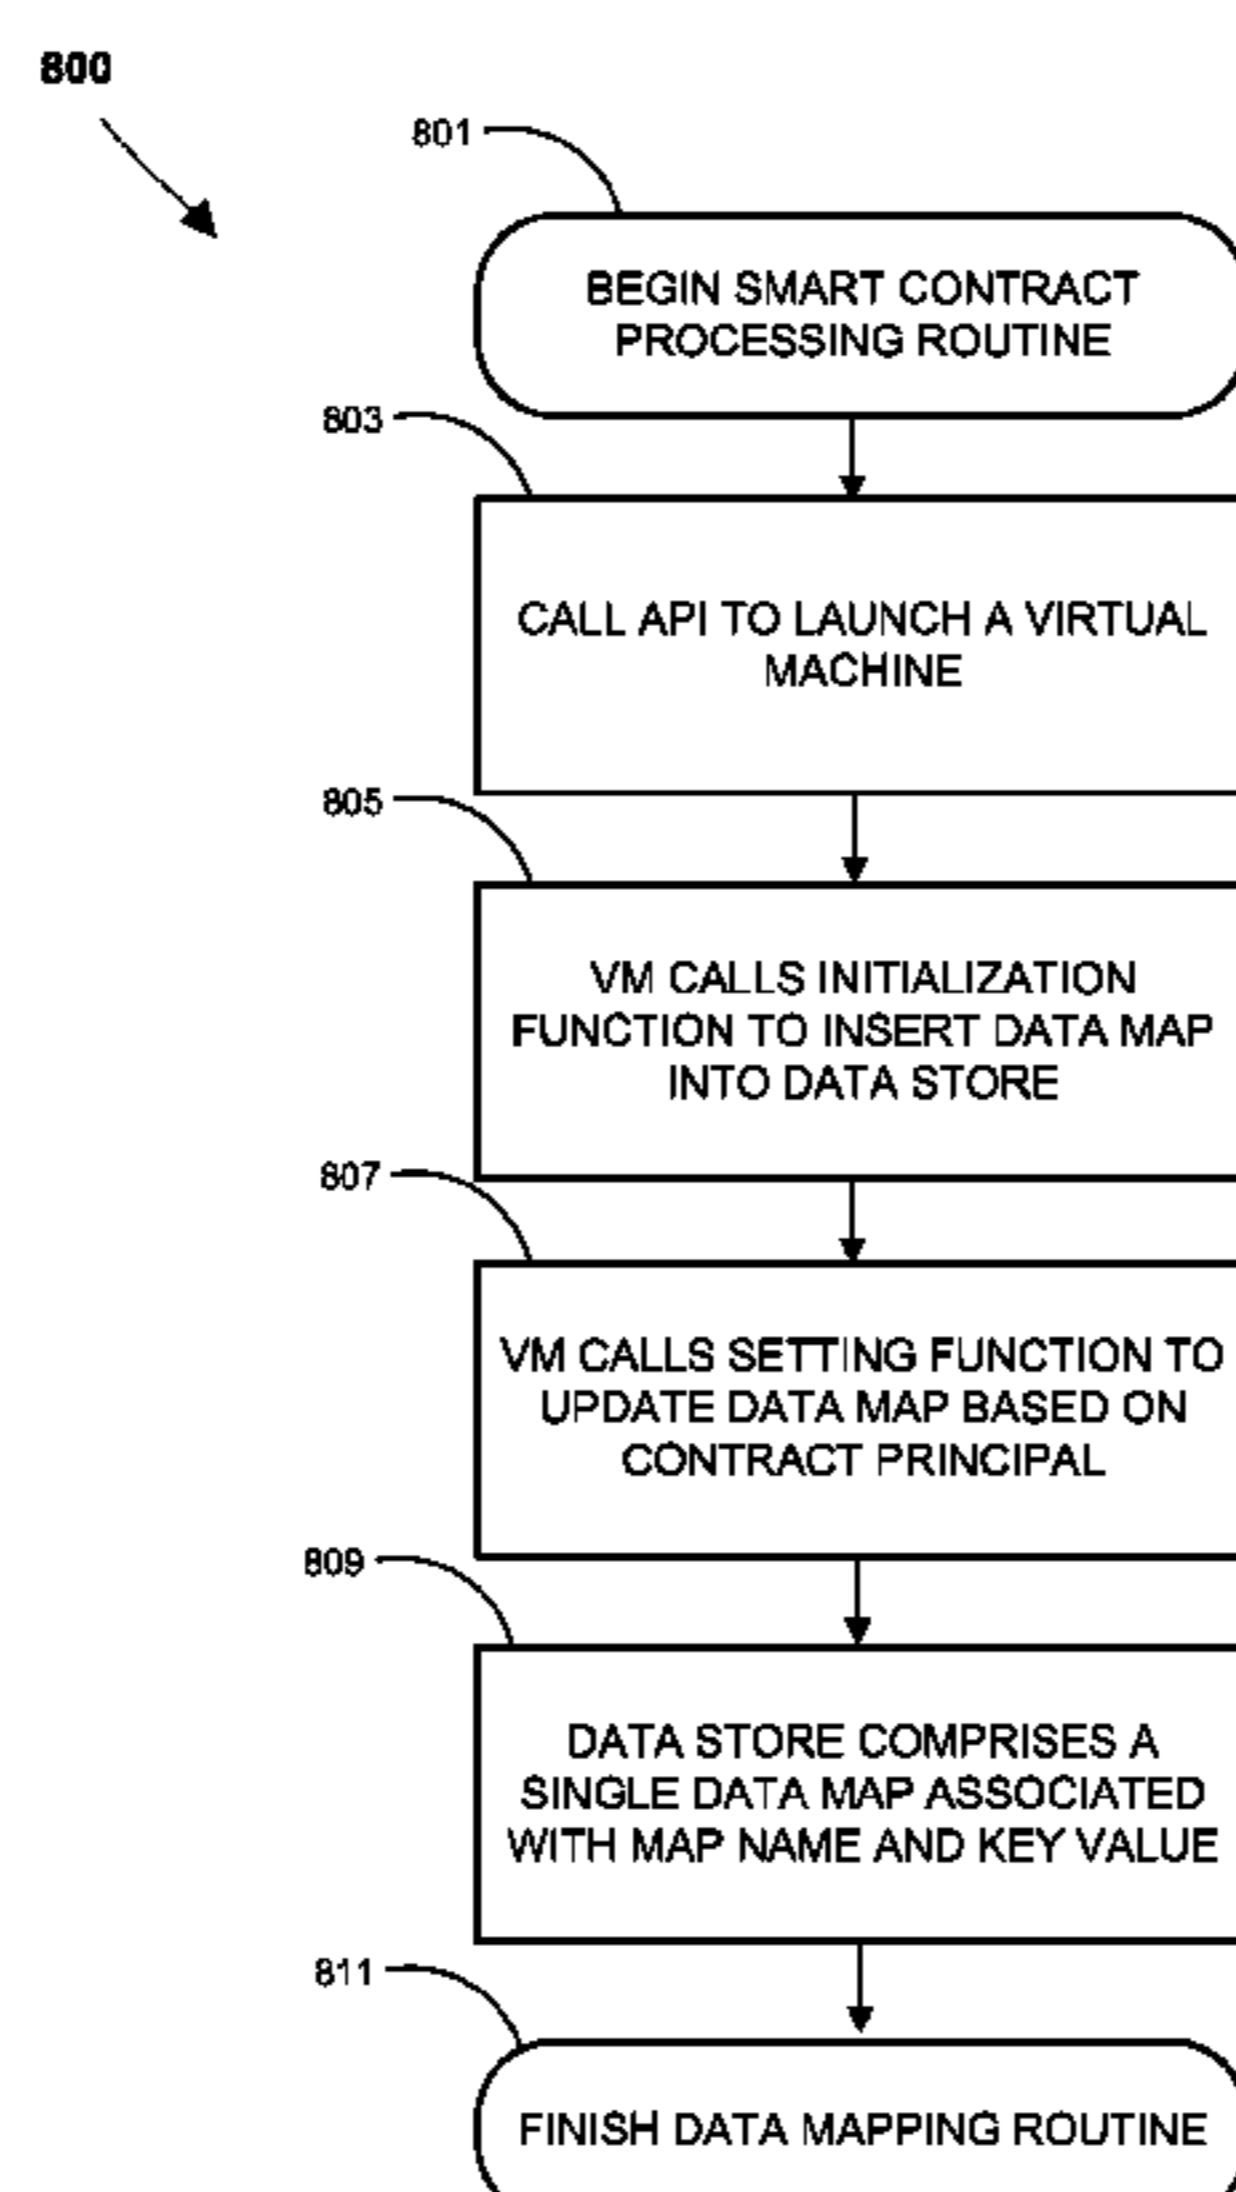 800
801
BEGIN SMART CONTRACT
PROCESSING ROUTINE
803
CALL API TO LAUNCH A VIRTUAL
MACHINE
805
VM CALLS INITIALIZATION
FUNCTION TO INSERT DATA MAP
INTO DATA STORE
807
VM CALLS SETTING FUNCTION TO
UPDATE DATA MAP BASED ON
CONTRACT PRINCIPAL
809
DATA STORE COMPRISES A
SINGLE DATA MAP ASSOCIATED
WITH MAP NAME AND KEY VALUE
811
FINISH DATA MAPPING ROUTINE